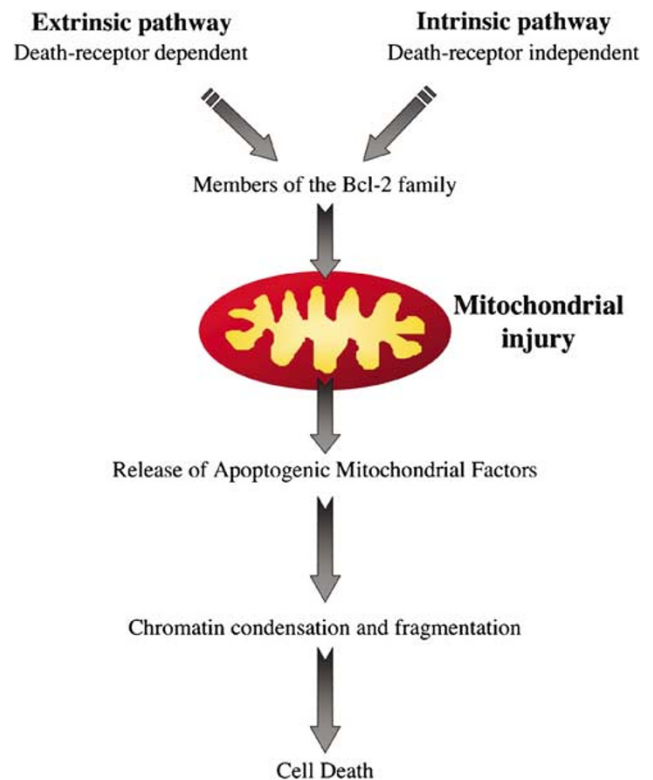 Extrinsic pathway
Death-receptor dependent
Intrinsic pathway
Death-receptor independent
Members of the Bcl-2 family
Mitochondrial
injury
Release of Apoptogenic Mitochondrial Factors
Chromatin condensation and fragmentation
Cell Death